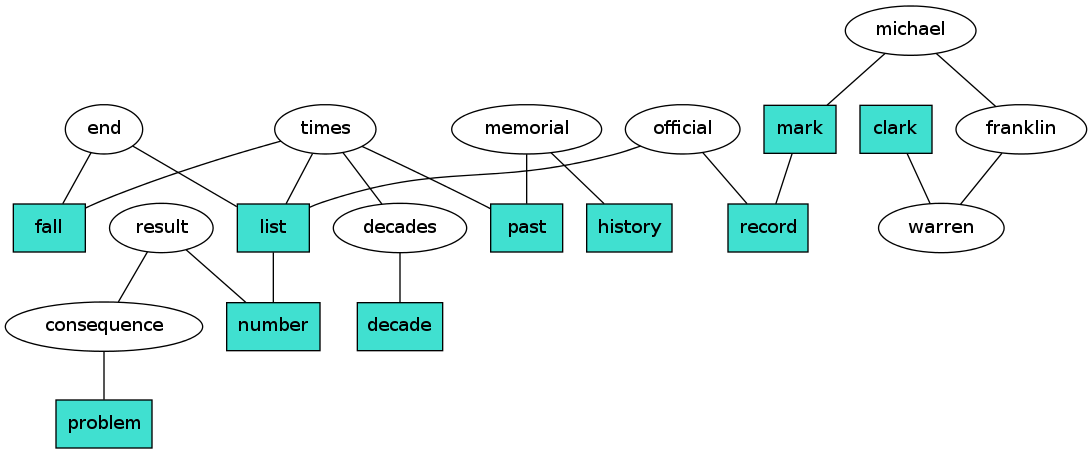 michael
end
times
memorial
official
mark
clark
franklin
fall
result
list
decades
past
history
record
warren
consequence
number
decade
problem